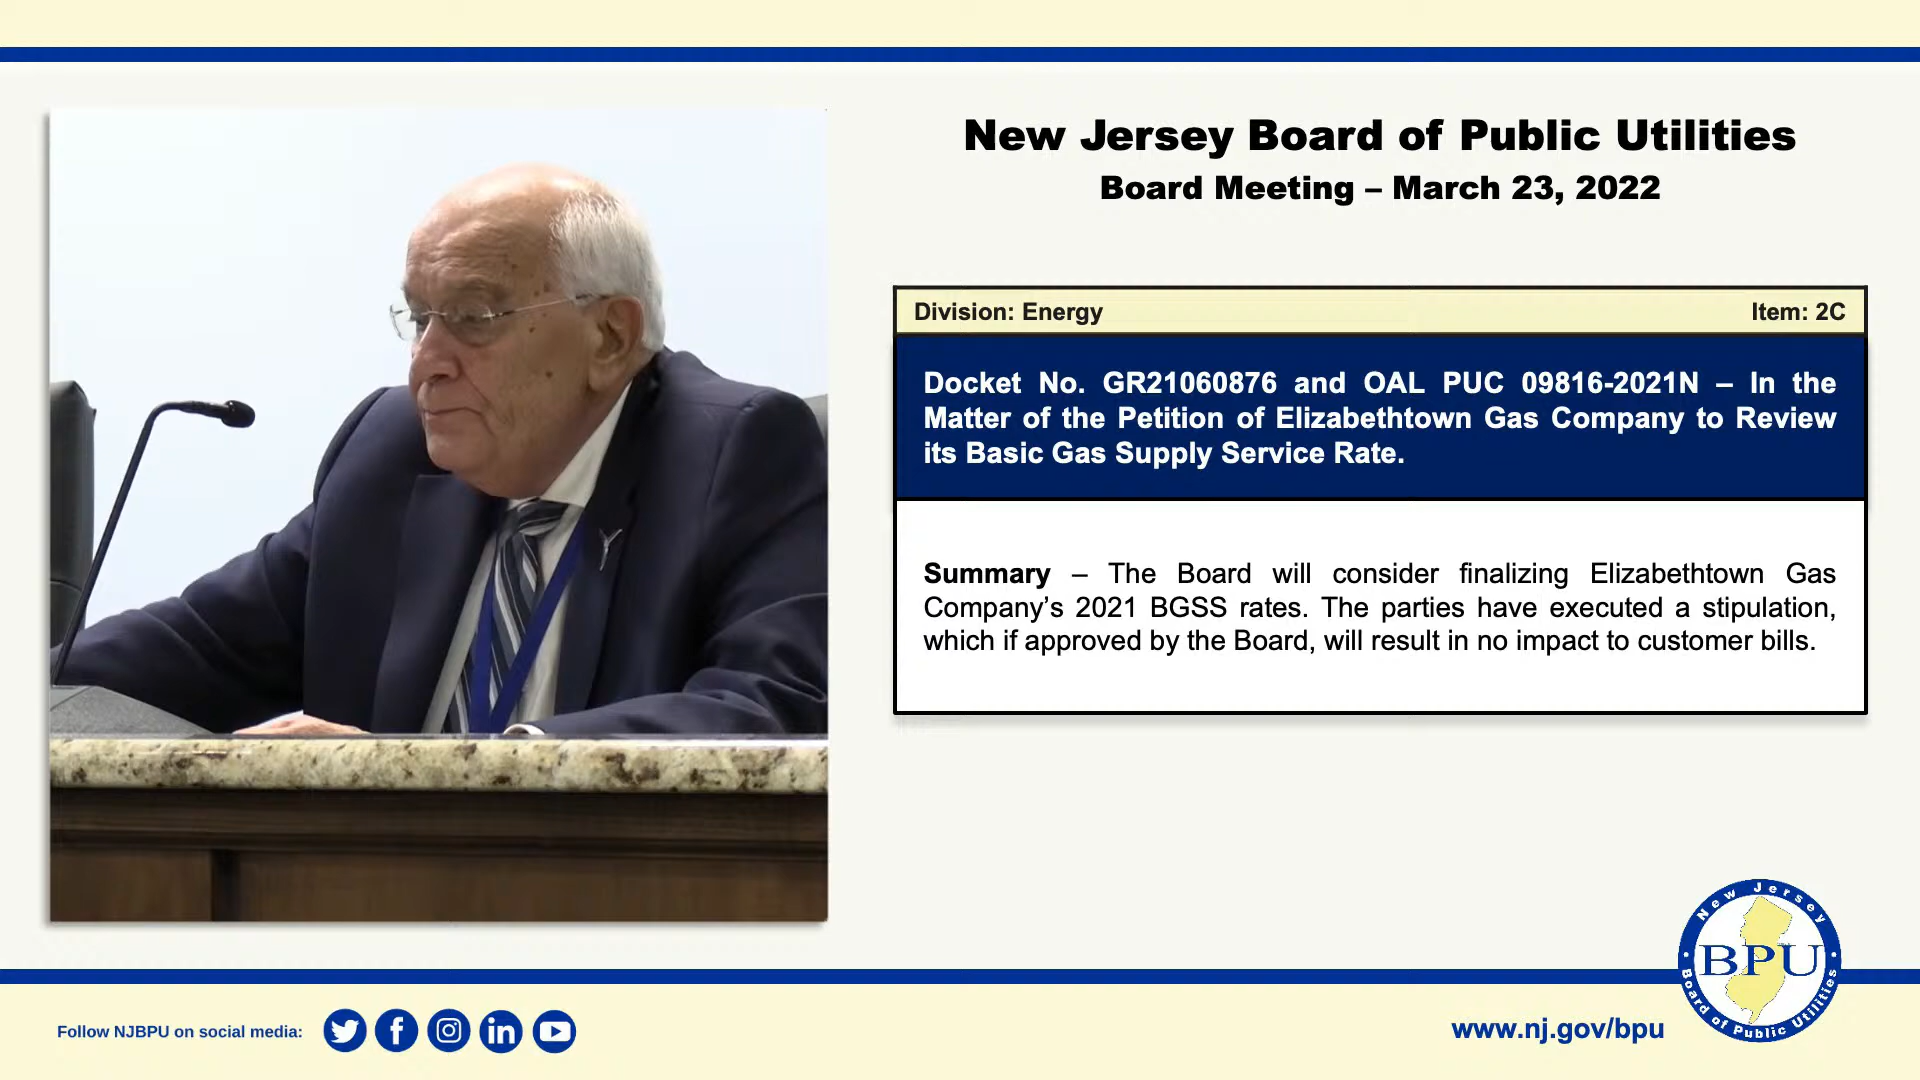 New Jersey Board of Public Utilities
Board Meeting – March 23, 2022
Division: Energy
Item: 2C
Docket No. GR21060876 and OAL PUC 09816-2021N – In the
Matter of the Petition of Elizabethtown Gas Company to Review
its Basic Gas Supply Service Rate.
Summary – The Board will consider finalizing Elizabethtown Gas
Company’s 2021 BGSS rates. The parties have executed a stipulation,
which if approved by the Board, will result in no impact to customer bills.
Follow NJBPU on social media:
www.nj.gov/bpu
New Jersey
BPU
Board of Public Utilities